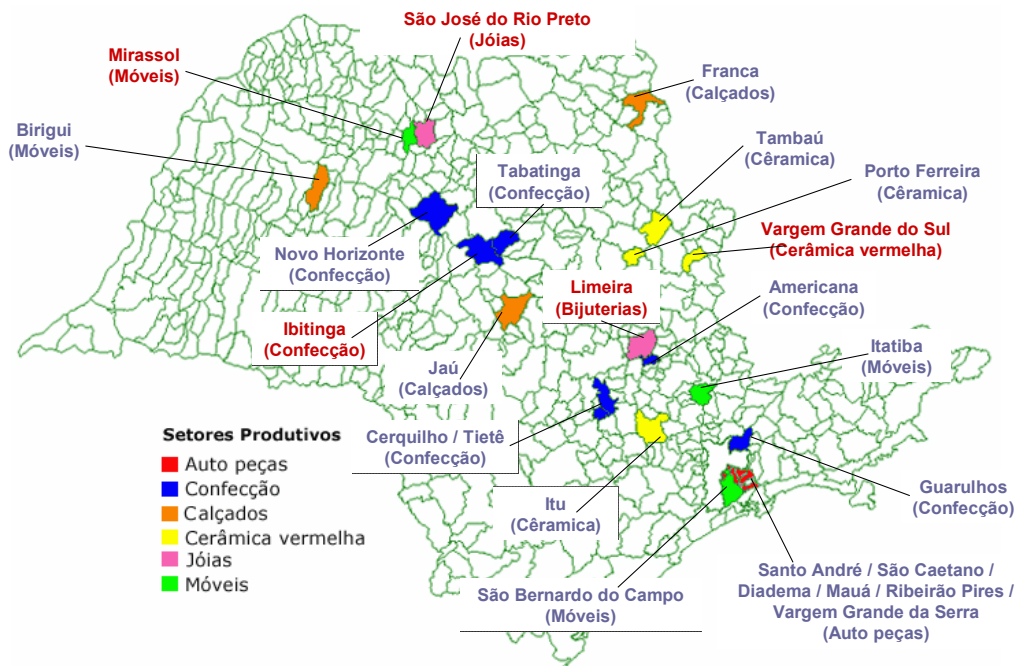 São José do Rio Preto
(Jóias)
Mirassol
(Móveis)
Franca
(Calçados)
Birigui
(Móveis)
Tambaú
(Cêramica)
Tabatinga
(Confecção)
Porto Ferreira
(Cêramica)
Vargem Grande do Sul
(Cerâmica vermelha)
Novo Horizonte
(Confecção)
Limeira
(Bijuterias)
Americana
(Confecção)
Ibitinga
(Confecção)
Itatiba
(Móveis)
Jaú
(Calçados)
Cerquilho / Tietê
(Confecção)
Setores Produtivos
Auto peças
Confecção
Calçados
Cerâmica vermelha
Jóias
Móveis
Itu
(Cêramica)
Guarulhos
(Confecção)
São Bernardo do Campo
(Móveis)
Santo André / São Caetano /
Diadema / Mauá / Ribeirão Pires /
Vargem Grande da Serra
(Auto peças)